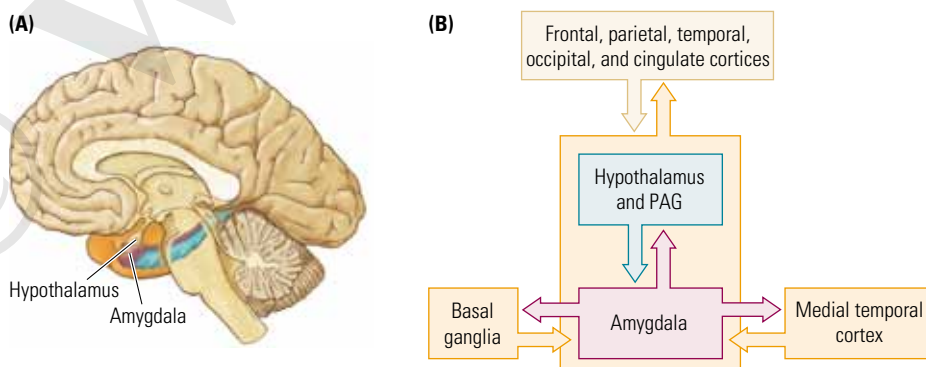 (A)
Hypothalamus
Amygdala
(B)
Frontal, parietal, temporal,
occipital, and cingulate cortices
Hypothalamus
and PAG
Basal
ganglia
Amygdala
Medial temporal
cortex